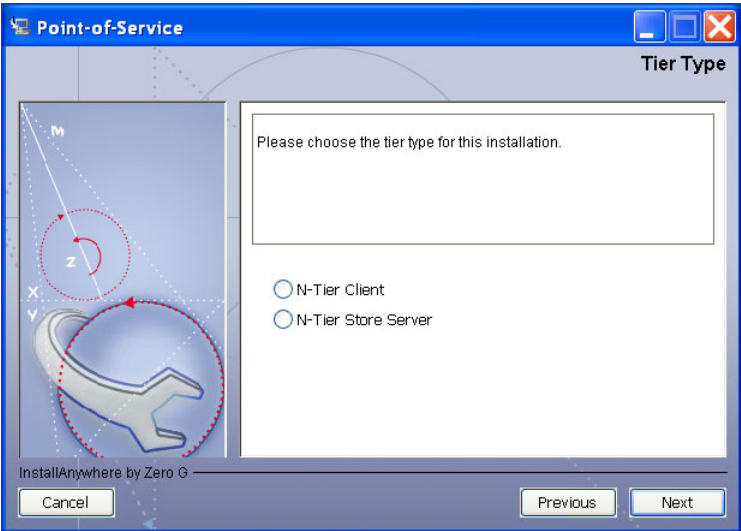 Point-of-Service
Tier Type
M
Z
X
Y
Please choose the tier type for this installation.
N-Tier Client
N-Tier Store Server
InstallAnywhere by Zero G
Cancel
Previous
Next